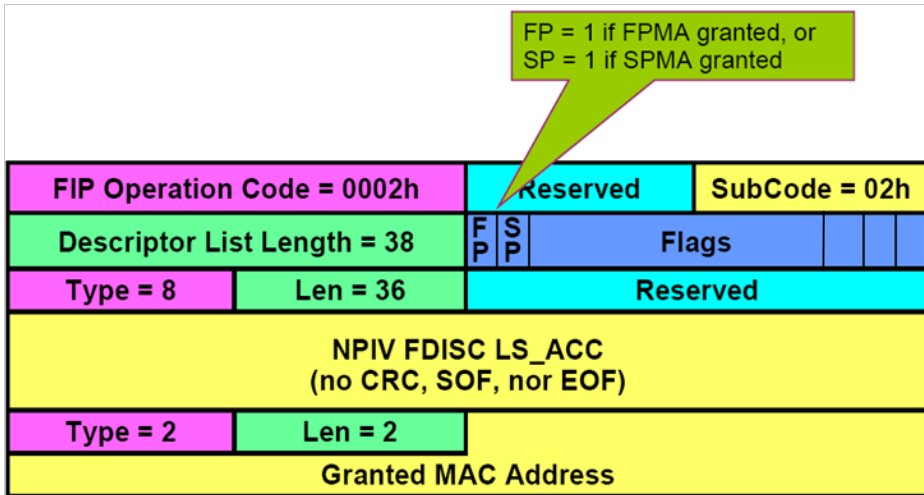 FP = 1 if FPMA granted, or
SP = 1 if SPMA granted
FIP Operation Code = 0002h Reserved SubCode = 02h
Descriptor List Length = 38 FP SP Flags
Type = 8 Len = 36 Reserved
NPIV FDISC LS_ACC
(no CRC, SOF, nor EOF)
Type = 2 Len = 2
Granted MAC Address